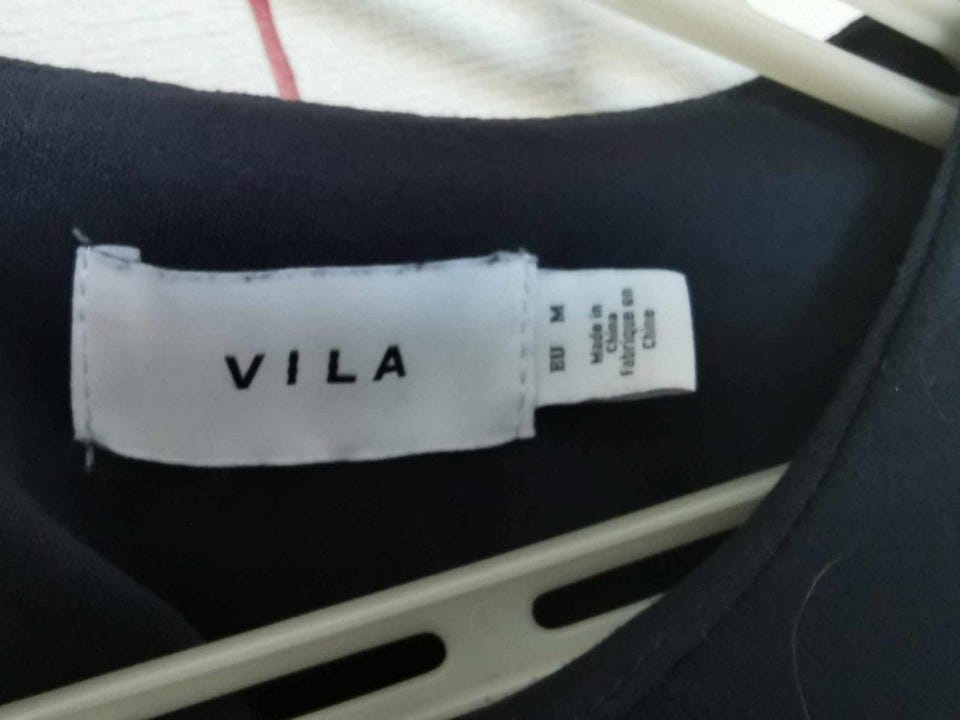 VILA
EU M
Made in
China
Fabriqué en
Chine